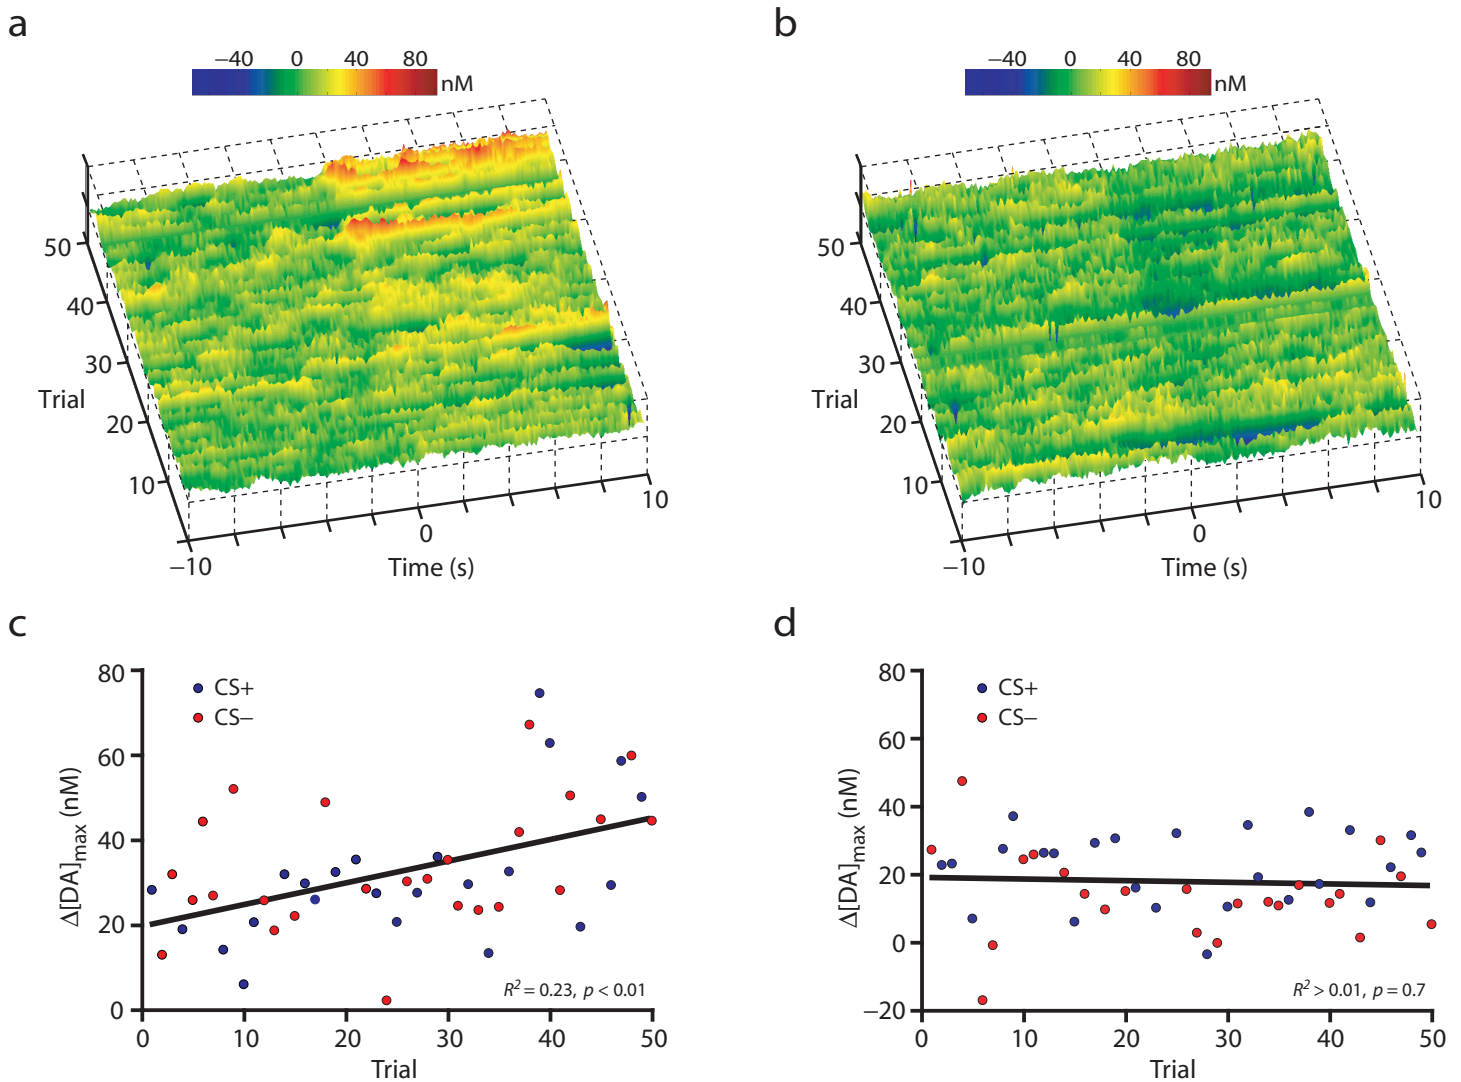 a
b
−40 0 40 80
nM
−40 0 40 80
nM
50
40
30
Trial
20
10
−10
0
10
Time (s)
50
40
30
Trial
20
10
−10
0
10
Time (s)
c
d
80
60
40
20
0
Δ[DA]max (nM)
CS+
CS−
R² = 0.23, p < 0.01
0 10 20 30 40 50
Trial
80
60
40
20
0
−20
Δ[DA]max (nM)
CS+
CS−
R² > 0.01, p = 0.7
0 10 20 30 40 50
Trial